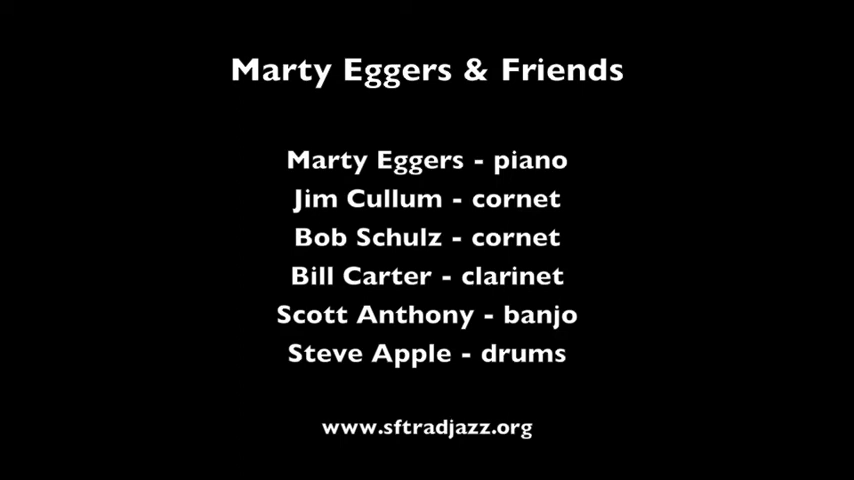 Marty Eggers & Friends
Marty Eggers - piano
Jim Cullum - cornet
Bob Schulz - cornet
Bill Carter - clarinet
Scott Anthony - banjo
Steve Apple - drums
www.sftradjazz.org